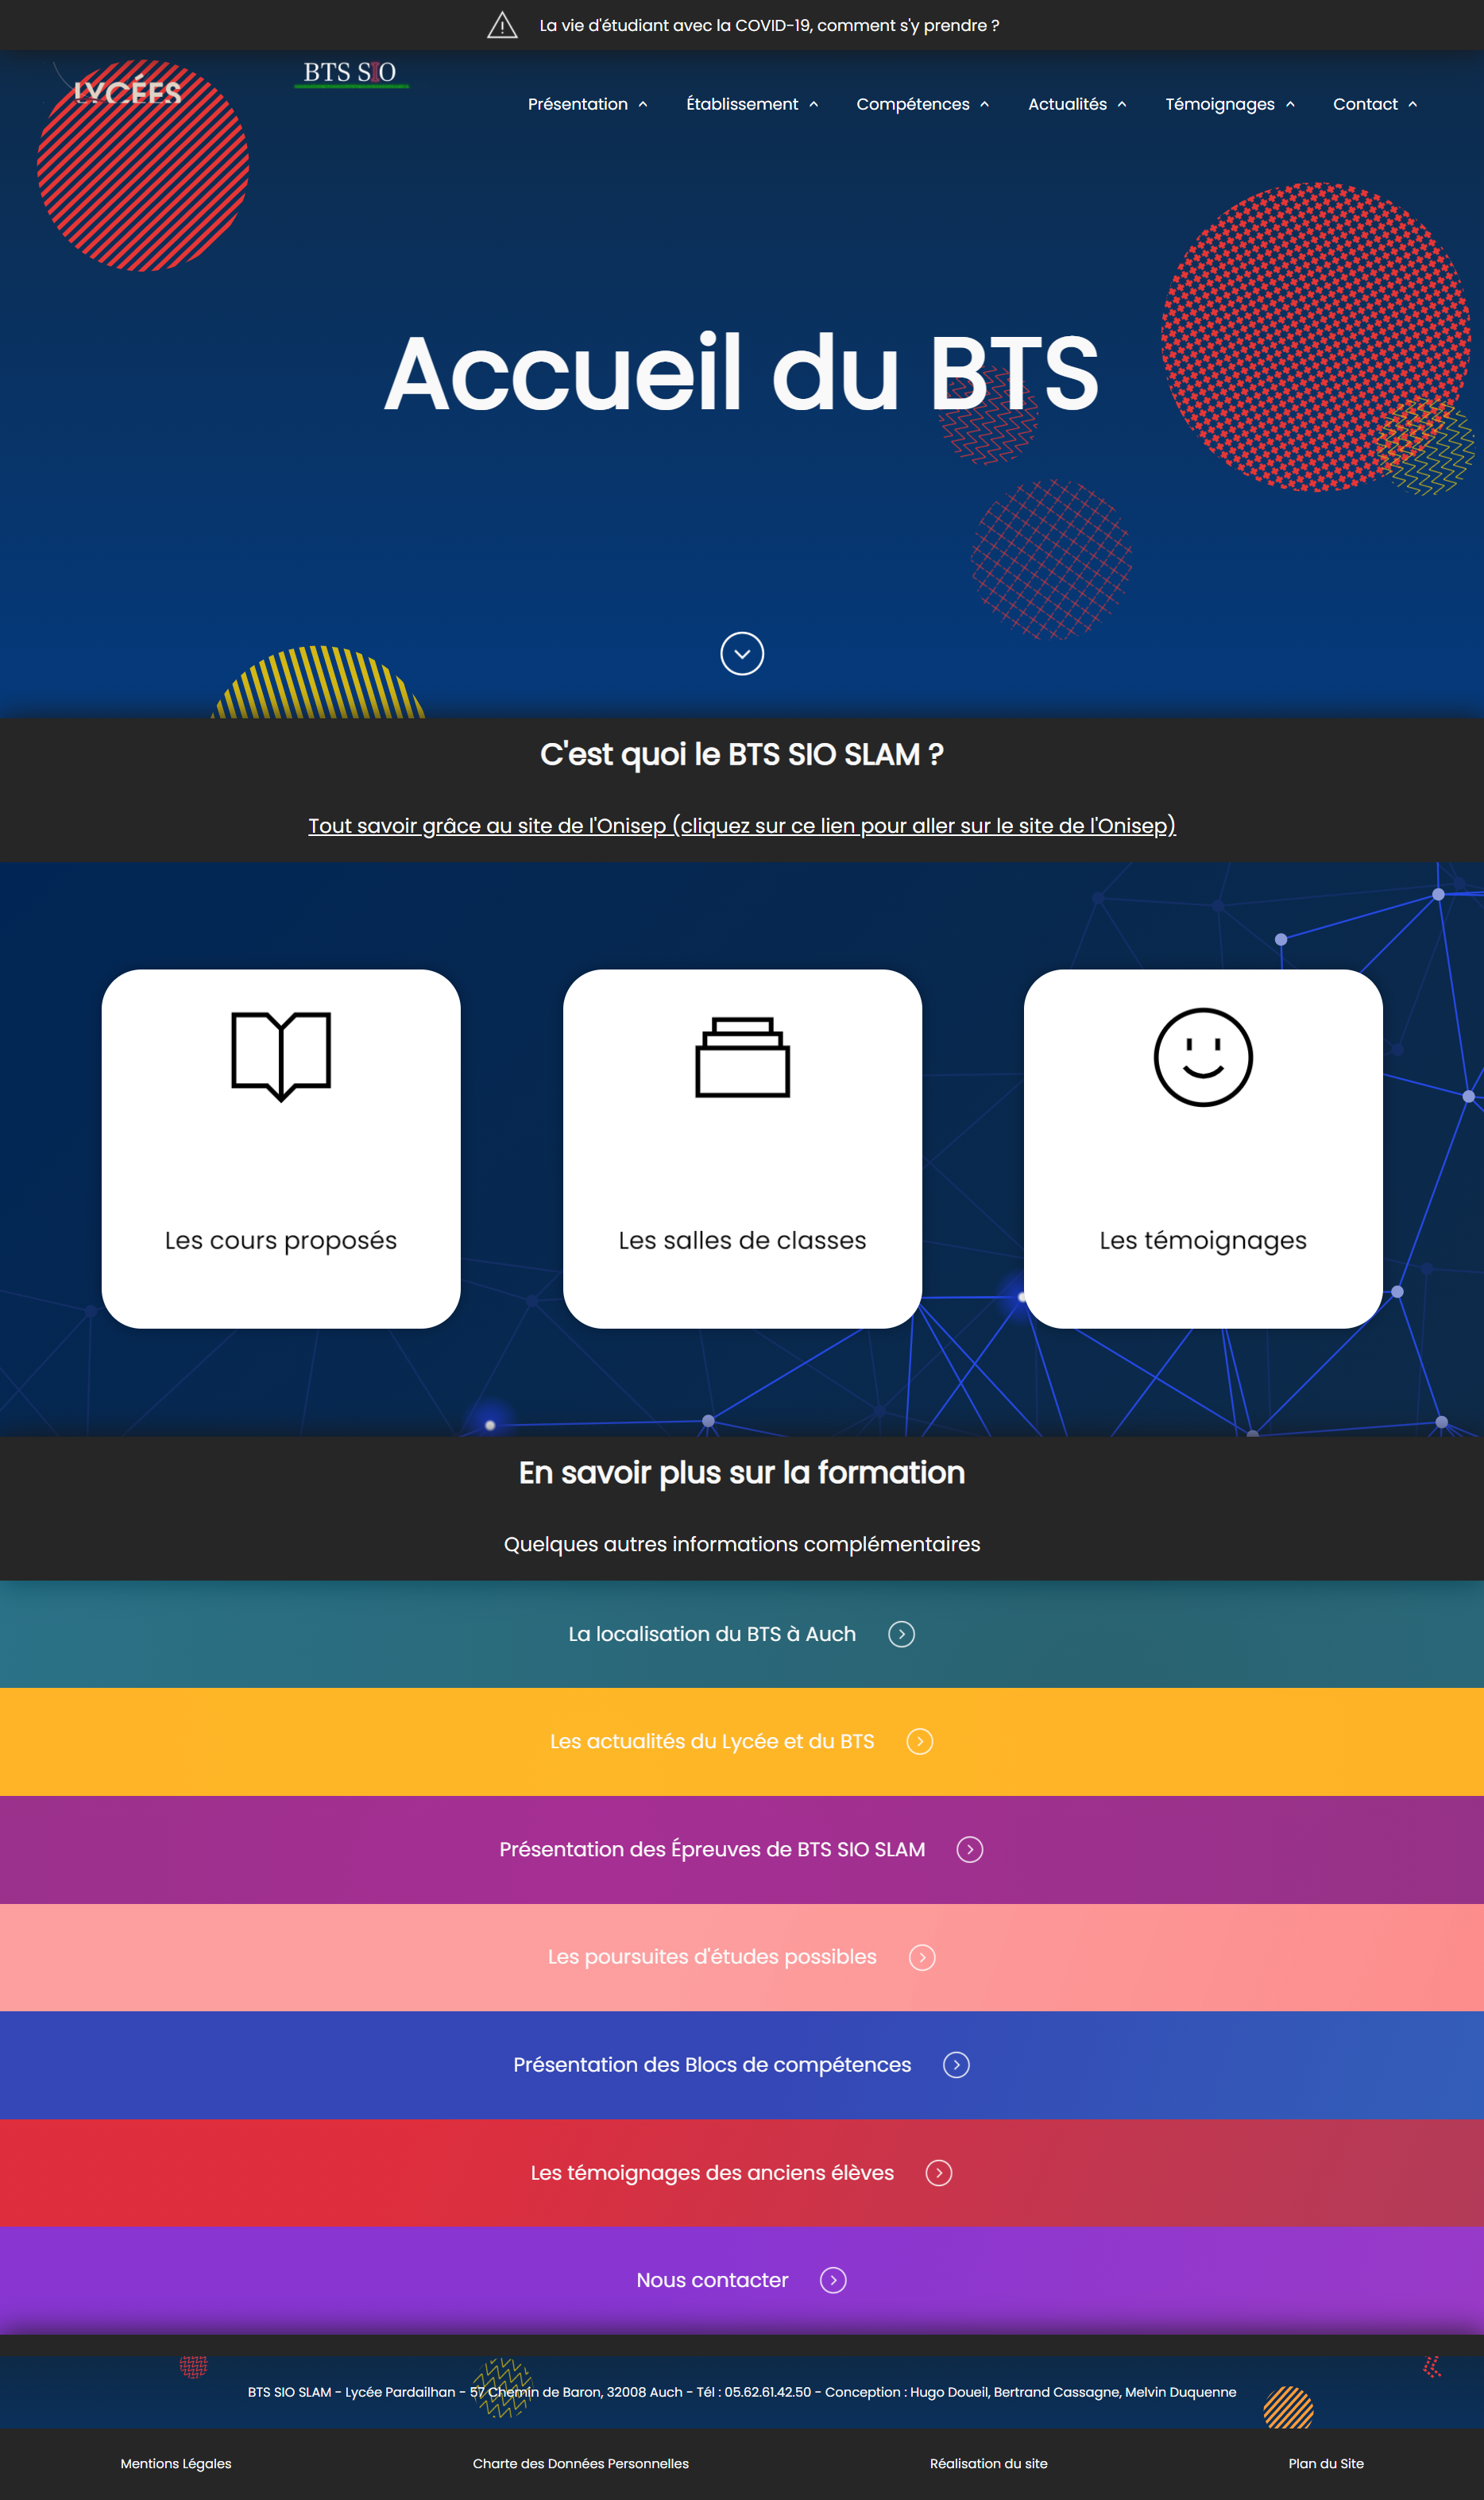 La vie d'étudiant avec la COVID-19, comment s'y prendre ?
LYCÉES
BTS SIO
Présentation
Établissement
Compétences
Actualités
Témoignages
Contact
Accueil du BTS
C'est quoi le BTS SIO SLAM ?
Tout savoir grâce au site de l'Onisep (cliquez sur ce lien pour aller sur le site de l'Onisep)
Les cours proposés
Les salles de classes
Les témoignages
En savoir plus sur la formation
Quelques autres informations complémentaires
La localisation du BTS à Auch
Les actualités du Lycée et du BTS
Présentation des Épreuves de BTS SIO SLAM
Les poursuites d'études possibles
Présentation des Blocs de compétences
Les témoignages des anciens élèves
Nous contacter
BTS SIO SLAM - Lycée Pardailhan - 57 Chemin de Baron, 32008 Auch - Tél : 05.62.61.42.50 - Conception : Hugo Doueil, Bertrand Cassagne, Melvin Duquenne
Mentions Légales
Charte des Données Personnelles
Réalisation du site
Plan du Site